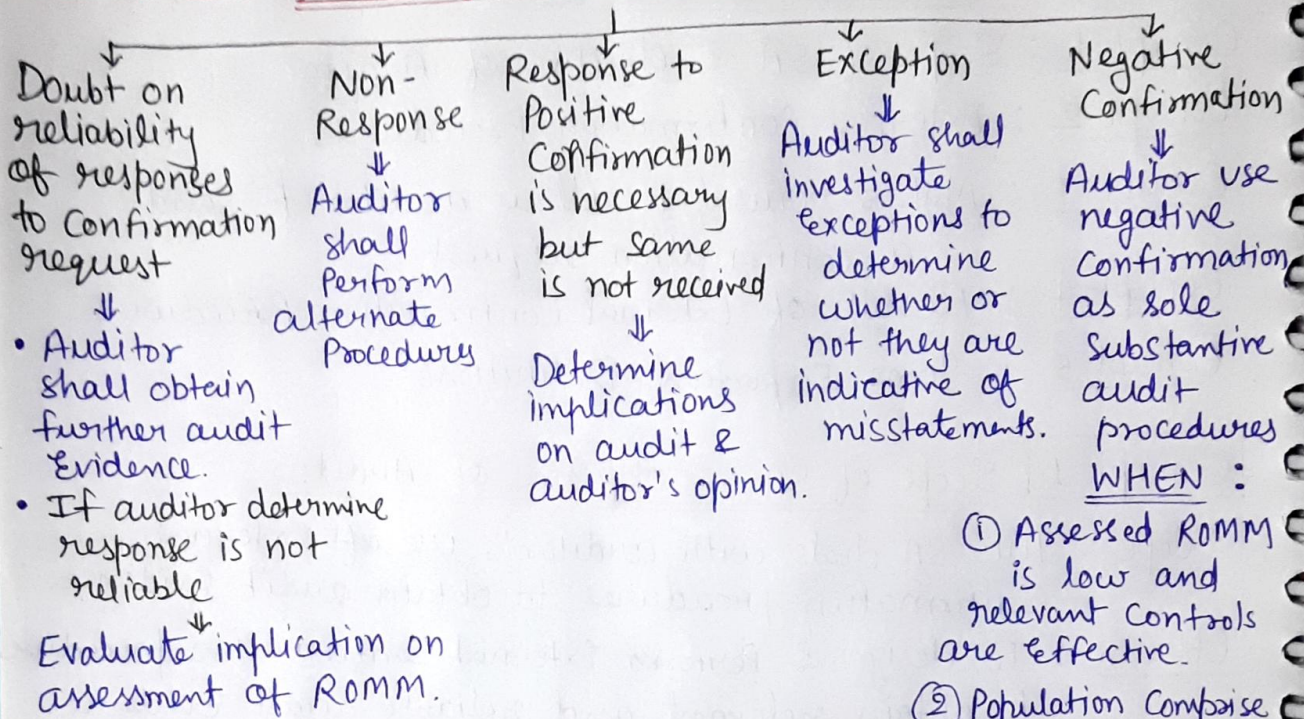 Doubt on
reliability
of responses
to Confirmation
request
• Auditor
shall obtain
further audit
Evidence.
• If auditor determine
response is not
reliable
Evaluate implication on
assessment of ROMM.
Non-
Response
Auditor
shall
Perform
alternate
Procedures
Response to
Positive
Confirmation
is necessary
but same
is not received
Determine
implications
on audit &
auditor's opinion.
Exception
Auditor shall
investigate
exceptions to
determine
whether or
not they are
indicative of
misstatements.
Negative
Confirmation
Auditor use
negative
Confirmation
as sole
Substantive
audit
procedures
WHEN :
① Assessed ROMM
is low and
relevant Controls
are effective.
② Population Comprise